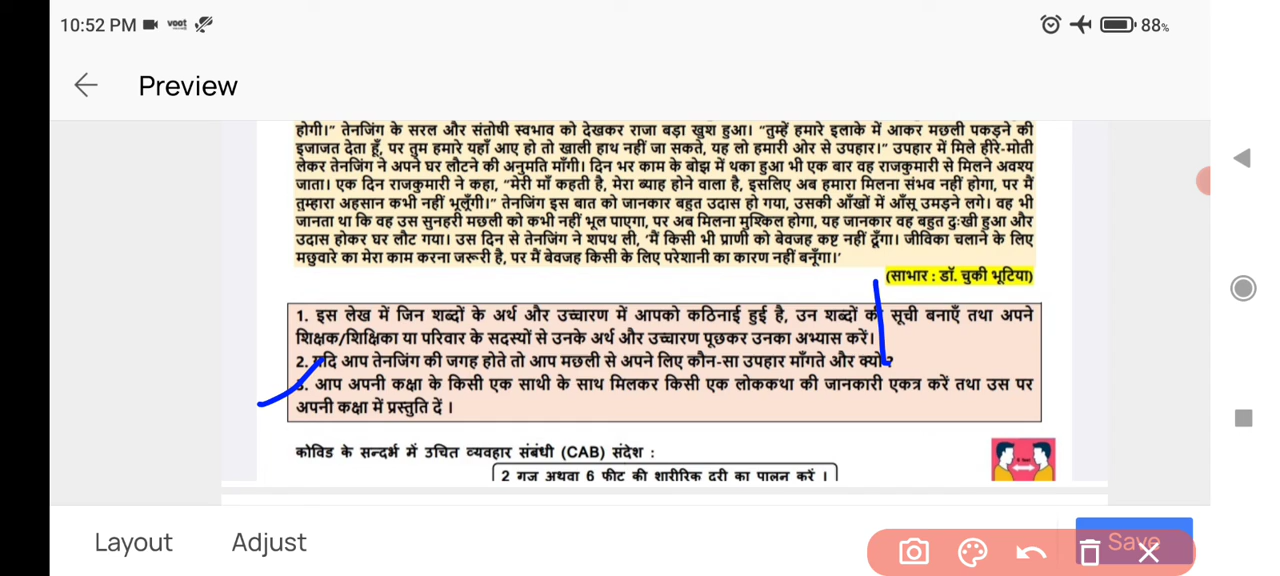 10:52 PM voot 88%
Preview
होगी।” तेनजिंग के सरल और संतोषी स्वभाव को देखकर राजा बड़ा खुश हुआ। “तुम्हें हमारे इलाके में आकर मछली पकड़ने की
इजाजत देता हूँ, पर तुम हमारे यहाँ आए हो तो खाली हाथ नहीं जा सकते, यह लो हमारी ओर से उपहार।” उपहार में मिले हीरे-मोती
लेकर तेनजिंग ने अपने घर लौटने की अनुमति माँगी। दिन भर काम के बोझ में थका हुआ भी एक बार वह राजकुमारी से मिलने अवश्य
जाता। एक दिन राजकुमारी ने कहा, “मेरी माँ कहती है, मेरा ब्याह होने वाला है, इसलिए अब हमारा मिलना संभव नहीं होगा, पर मैं
तुम्हारा अहसान कभी नहीं भूलूँगी।” तेनजिंग इस बात को जानकार बहुत उदास हो गया, उसकी आँखों में आँसू उमड़ने लगे। वह भी
जानता था कि वह उस सुनहरी मछली को कभी नहीं भूल पाएगा, पर अब मिलना मुश्किल होगा, यह जानकार वह बहुत दुःखी हुआ और
उदास होकर घर लौट गया। उस दिन से तेनजिंग ने शपथ ली, ‘मैं किसी भी प्राणी को बेवजह कष्ट नहीं दूँगा। जीविका चलाने के लिए
मछुवारे का मेरा काम करना जरूरी है, पर मैं बेवजह किसी के लिए परेशानी का कारण नहीं बनूँगा।’
(साभार : डॉ. चुकी भूटिया)
1. इस लेख में जिन शब्दों के अर्थ और उच्चारण में आपको कठिनाई हुई है, उन शब्दों की सूची बनाएँ तथा अपने
शिक्षक/शिक्षिका या परिवार के सदस्यों से उनके अर्थ और उच्चारण पूछकर उनका अभ्यास करें।
2. यदि आप तेनजिंग की जगह होते तो आप मछली से अपने लिए कौन-सा उपहार माँगते और क्यों?
3. आप अपनी कक्षा के किसी एक साथी के साथ मिलकर किसी एक लोककथा की जानकारी एकत्र करें तथा उस पर
अपनी कक्षा में प्रस्तुति दें ।
कोविड के सन्दर्भ में उचित व्यवहार संबंधी (CAB) संदेश :
2 गज अथवा 6 फीट की शारीरिक दूरी का पालन करें ।
Layout Adjust Save